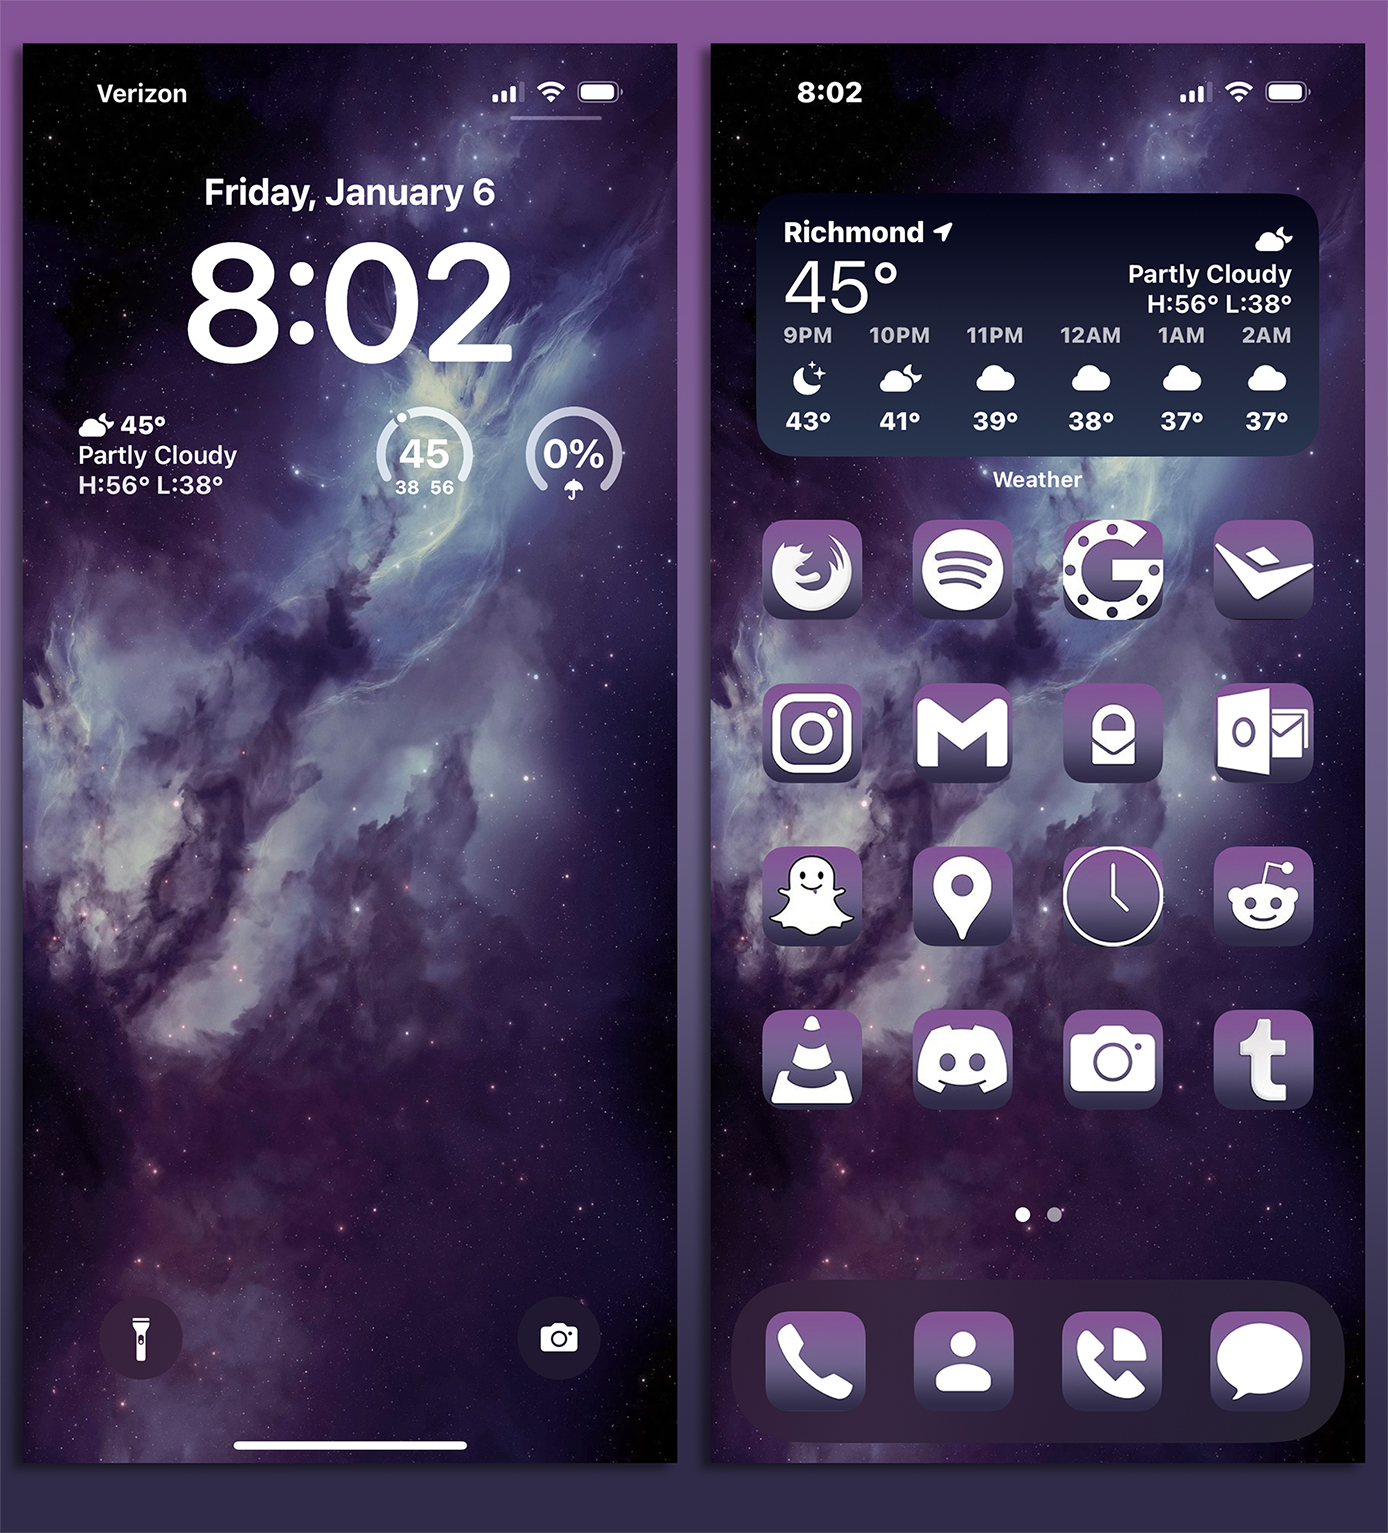 Verizon
Friday, January 6
8:02
45°
Partly Cloudy
H:56° L:38°
45
38 56
0%
8:02
Richmond
45°
Partly Cloudy
H:56° L:38°
9PM 10PM 11PM 12AM 1AM 2AM
43° 41° 39° 38° 37° 37°
Weather